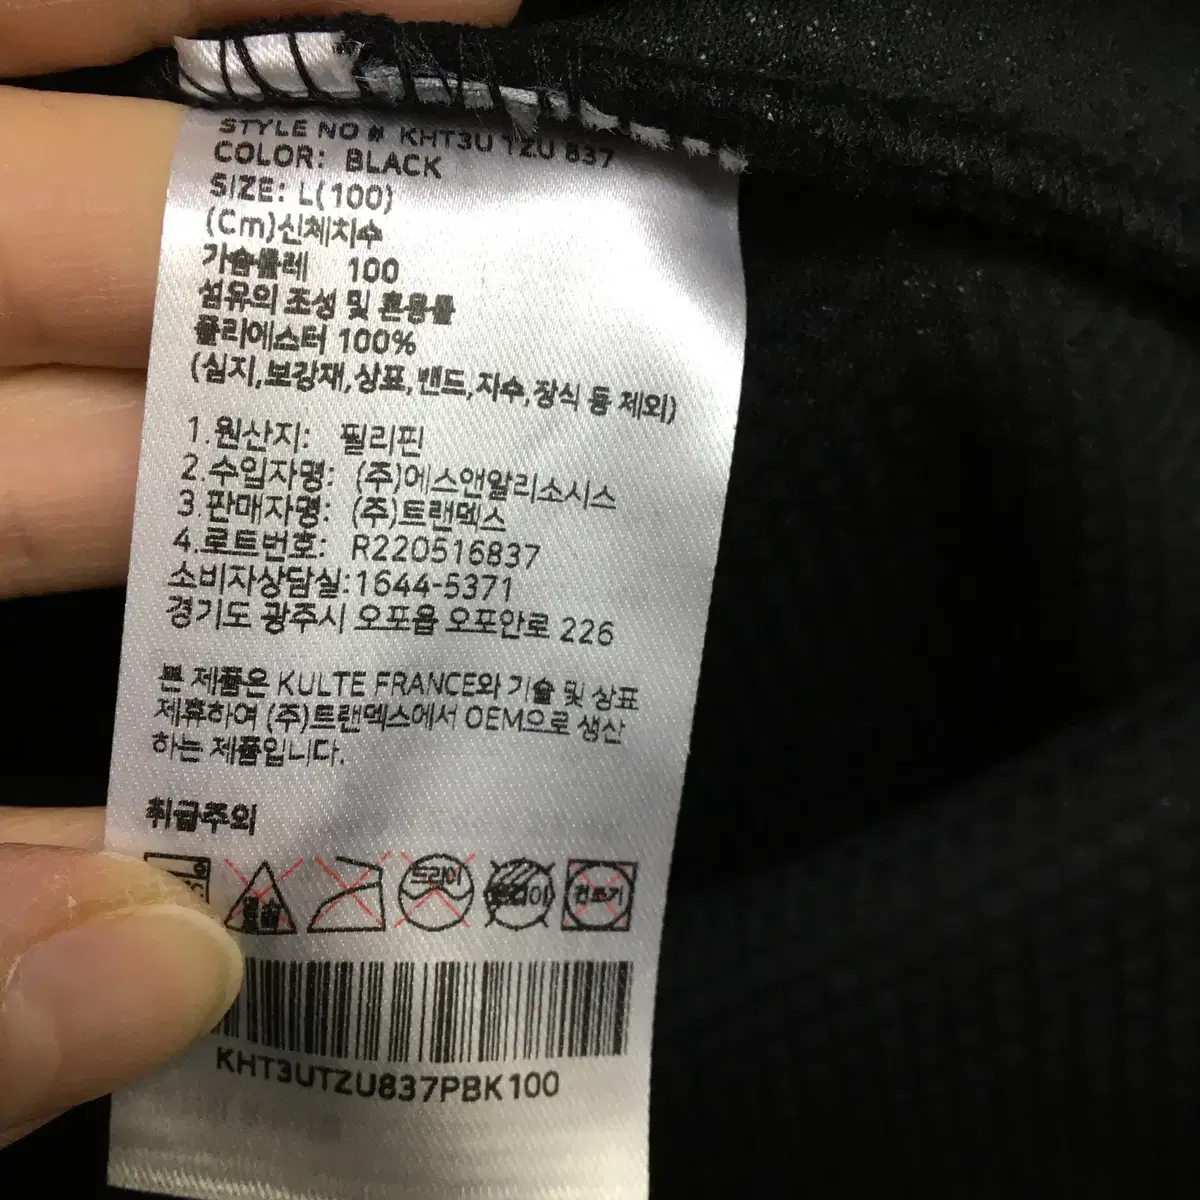 STYLE NO # KHT3U TZU 837
COLOR: BLACK
SIZE: L(100)
(Cm)신체치수
가슴둘레 100
섬유의 조성 및 혼용률
폴리에스터 100%
(심지,보강재,상표,밴드,자수,장식 등 제외)
1.원산지: 필리핀
2.수입자명: (주)에스앤알리소시스
3.판매자명: (주)트랜덱스
4.로트번호: R220516837
소비자상담실:1644-5371
경기도 광주시 오포읍 오포안로 226
본 제품은 KULTE FRANCE와 기술 및 상표
제휴하여 (주)트랜덱스에서 OEM으로 생산
하는 제품입니다.
취급주의
드라이
KHT3UTZU837PBK100